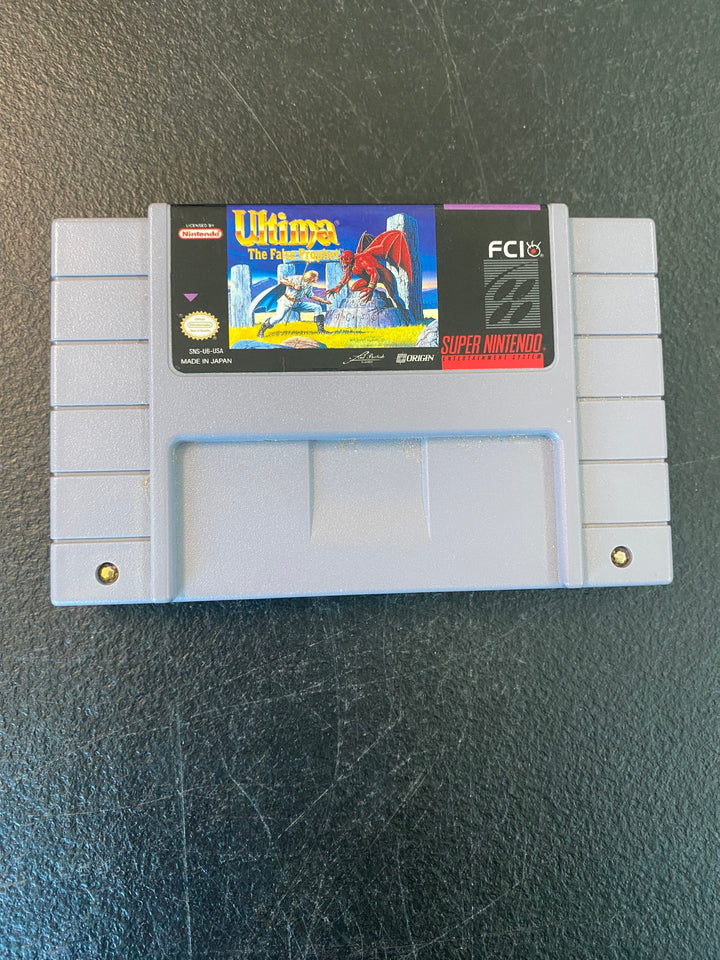 LICENSED BY
Nintendo
SNS-U6-USA
MADE IN JAPAN
Ultima
The False Prophet
ORIGIN
FCI
SUPER NINTENDO
ENTERTAINMENT SYSTEM